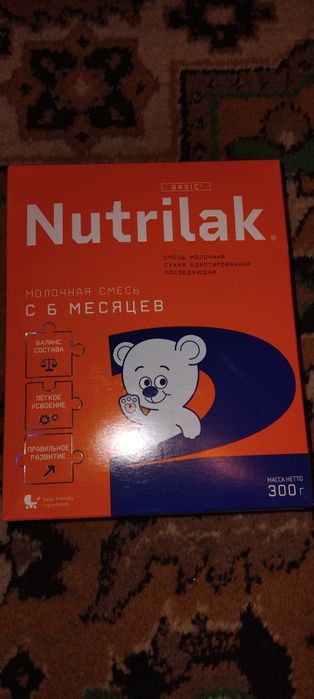 BASIC+
Nutrilak®
СМЕСЬ МОЛОЧНАЯ
СУХАЯ АДАПТИРОВАННАЯ
ПОСЛЕДУЮЩАЯ
МОЛОЧНАЯ СМЕСЬ
С 6 МЕСЯЦЕВ
БАЛАНС
СОСТАВА
ЛЁГКОЕ
УСВОЕНИЕ
ПРАВИЛЬНОЕ
РАЗВИТИЕ
2
Baby friendly
ingredients
МАССА НЕТТО
300 г